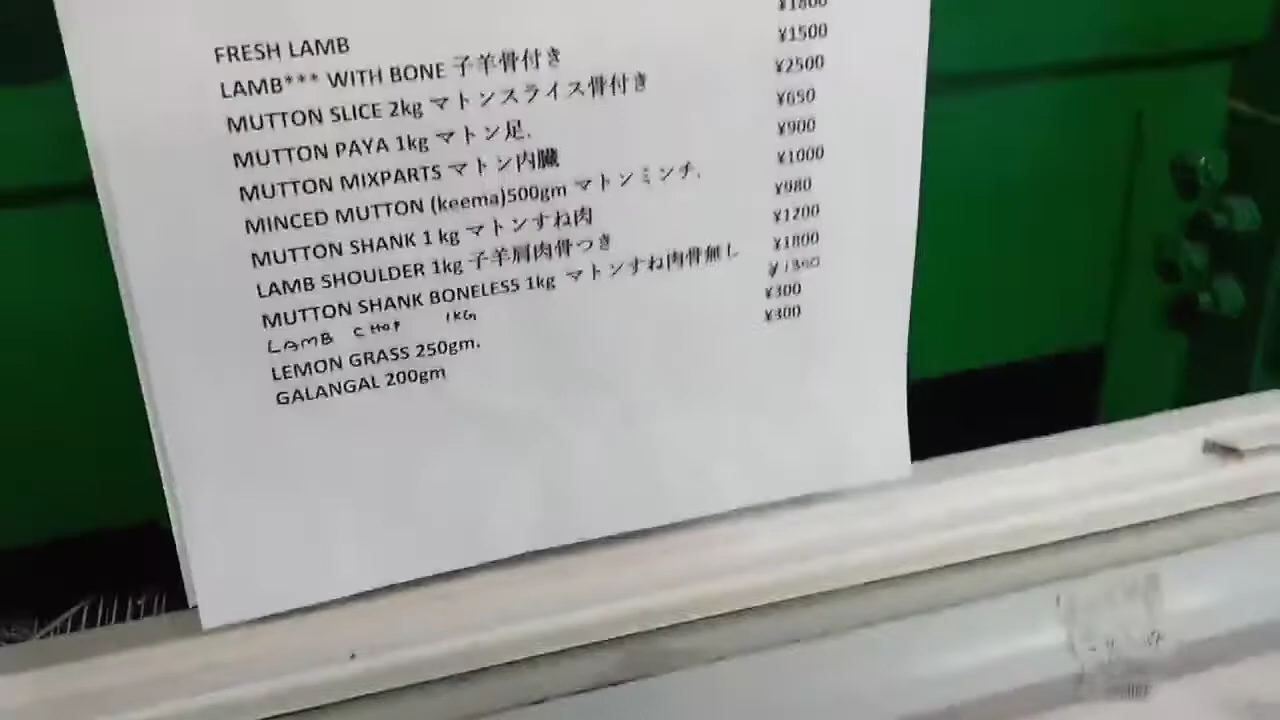 FRESH LAMB ¥1800
LAMB*** WITH BONE 子羊骨付き ¥1500
MUTTON SLICE 2kg マトンスライス骨付き ¥2500
MUTTON PAYA 1kg マトン足. ¥650
MUTTON MIXPARTS マトン内臓 ¥900
MINCED MUTTON (keema)500gm マトンミンチ. ¥1000
MUTTON SHANK 1 kg マトンすね肉 ¥980
LAMB SHOULDER 1kg 子羊肩肉骨つき ¥1200
MUTTON SHANK BONELESS 1kg マトンすね肉骨無し ¥1800
LAMB CHOP 1KG
LEMON GRASS 250gm. ¥300
GALANGAL 200gm ¥300